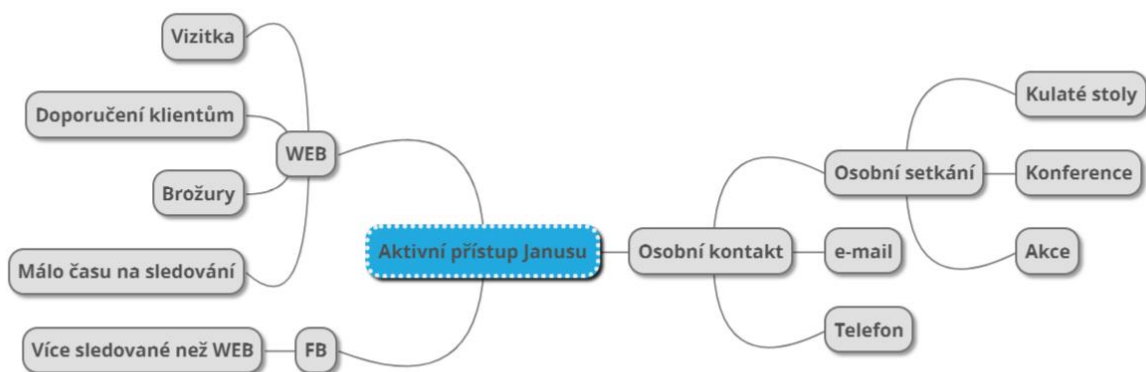 Vizitka
Doporučení klientům
WEB
Brožury
Málo času na sledování
Více sledované než WEB
FB
Aktivní přístup Janusu
Osobní kontakt
Osobní setkání
Kulaté stoly
Konference
Akce
e-mail
Telefon